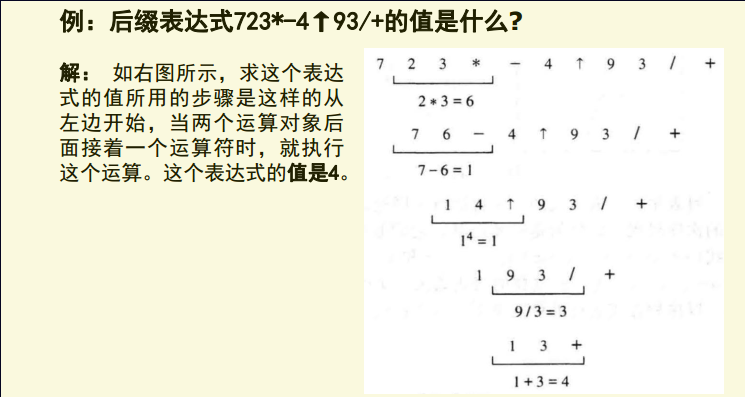 例：后缀表达式723*-4↑93/+的值是什么?
解： 如右图所示，求这个表达
式的值所用的步骤是这样的从
左边开始，当两个运算对象后
面接着一个运算符时，就执行
这个运算。这个表达式的值是4。
7 2 3 * - 4 ↑ 9 3 / +
2*3=6
7 6 - 4 ↑ 9 3 / +
7-6=1
1 4 ↑ 9 3 / +
1⁴=1
1 9 3 / +
9/3=3
1 3 +
1+3=4